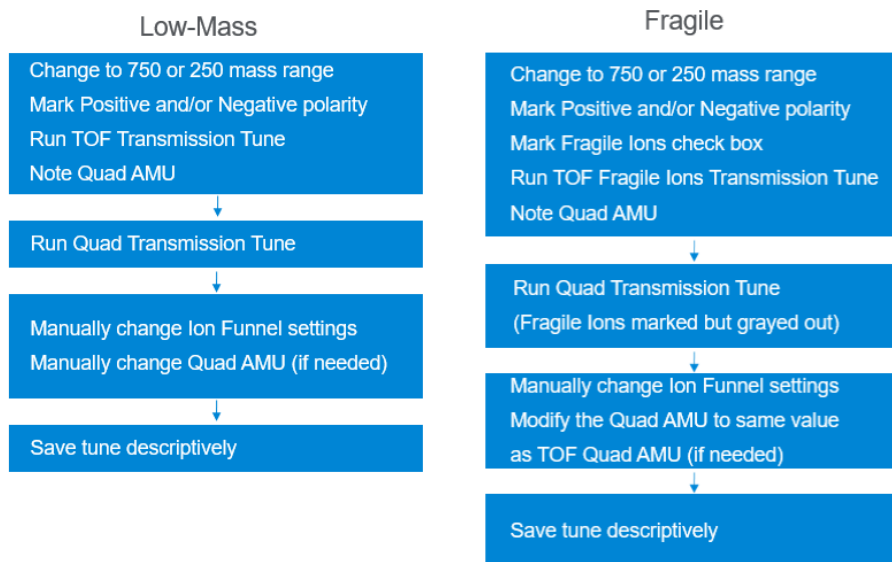 Low-Mass
Change to 750 or 250 mass range
Mark Positive and/or Negative polarity
Run TOF Transmission Tune
Note Quad AMU
Run Quad Transmission Tune
Manually change Ion Funnel settings
Manually change Quad AMU (if needed)
Save tune descriptively
Fragile
Change to 750 or 250 mass range
Mark Positive and/or Negative polarity
Mark Fragile Ions check box
Run TOF Fragile Ions Transmission Tune
Note Quad AMU
Run Quad Transmission Tune
(Fragile Ions marked but grayed out)
Manually change Ion Funnel settings
Modify the Quad AMU to same value
as TOF Quad AMU (if needed)
Save tune descriptively